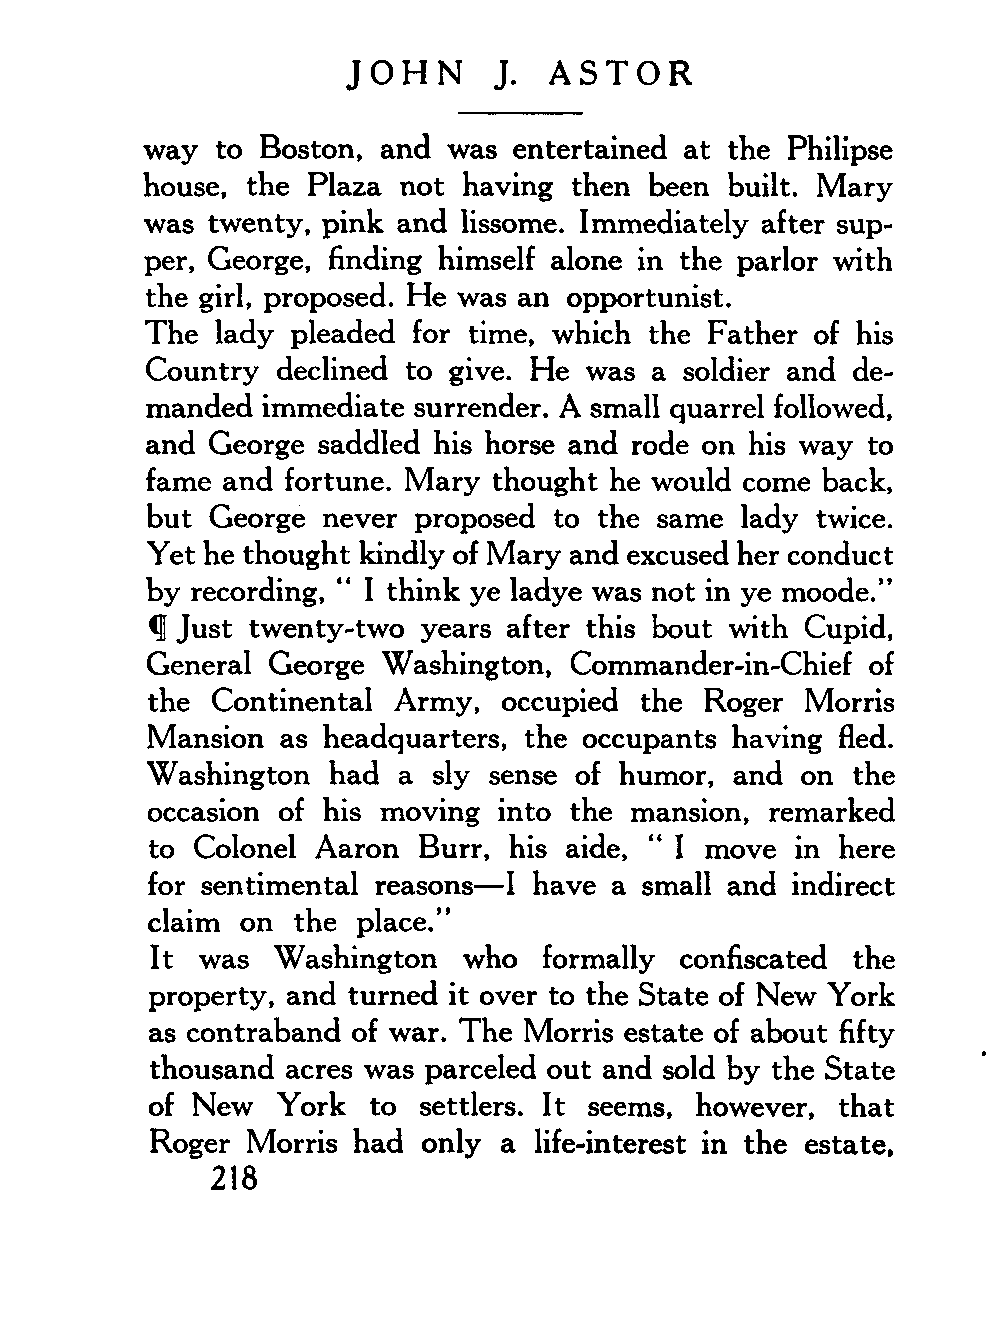 JOHN J. ASTOR
way to Boston, and was entertained at the Philipse
house, the Plaza not having then been built. Mary
was twenty, pink and lissome. Immediately after sup-
per, George, finding himself alone in the parlor with
the girl, proposed. He was an opportunist.
The lady pleaded for time, which the Father of his
Country declined to give. He was a soldier and de-
manded immediate surrender. A small quarrel followed,
and George saddled his horse and rode on his way to
fame and fortune. Mary thought he would come back,
but George never proposed to the same lady twice.
Yet he thought kindly of Mary and excused her conduct
by recording, “ I think ye ladye was not in ye moode.”
¶ Just twenty-two years after this bout with Cupid,
General George Washington, Commander-in-Chief of
the Continental Army, occupied the Roger Morris
Mansion as headquarters, the occupants having fled.
Washington had a sly sense of humor, and on the
occasion of his moving into the mansion, remarked
to Colonel Aaron Burr, his aide, “ I move in here
for sentimental reasons—I have a small and indirect
claim on the place.”
It was Washington who formally confiscated the
property, and turned it over to the State of New York
as contraband of war. The Morris estate of about fifty
thousand acres was parceled out and sold by the State
of New York to settlers. It seems, however, that
Roger Morris had only a life-interest in the estate,
218